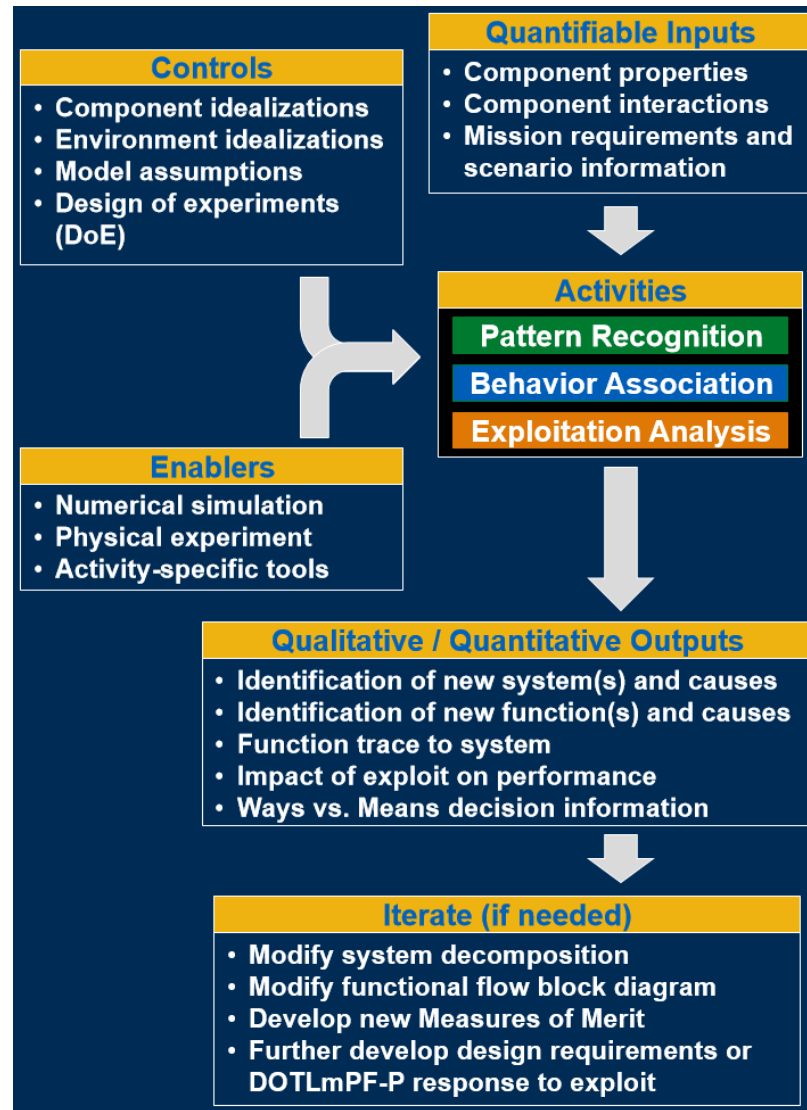 Quantifiable Inputs
• Component properties
• Component interactions
• Mission requirements and
scenario information
Controls
• Component idealizations
• Environment idealizations
• Model assumptions
• Design of experiments
(DoE)
Activities
Pattern Recognition
Behavior Association
Exploitation Analysis
Enablers
• Numerical simulation
• Physical experiment
• Activity-specific tools
Qualitative / Quantitative Outputs
• Identification of new system(s) and causes
• Identification of new function(s) and causes
• Function trace to system
• Impact of exploit on performance
• Ways vs. Means decision information
Iterate (if needed)
• Modify system decomposition
• Modify functional flow block diagram
• Develop new Measures of Merit
• Further develop design requirements or
DOTLmPF-P response to exploit